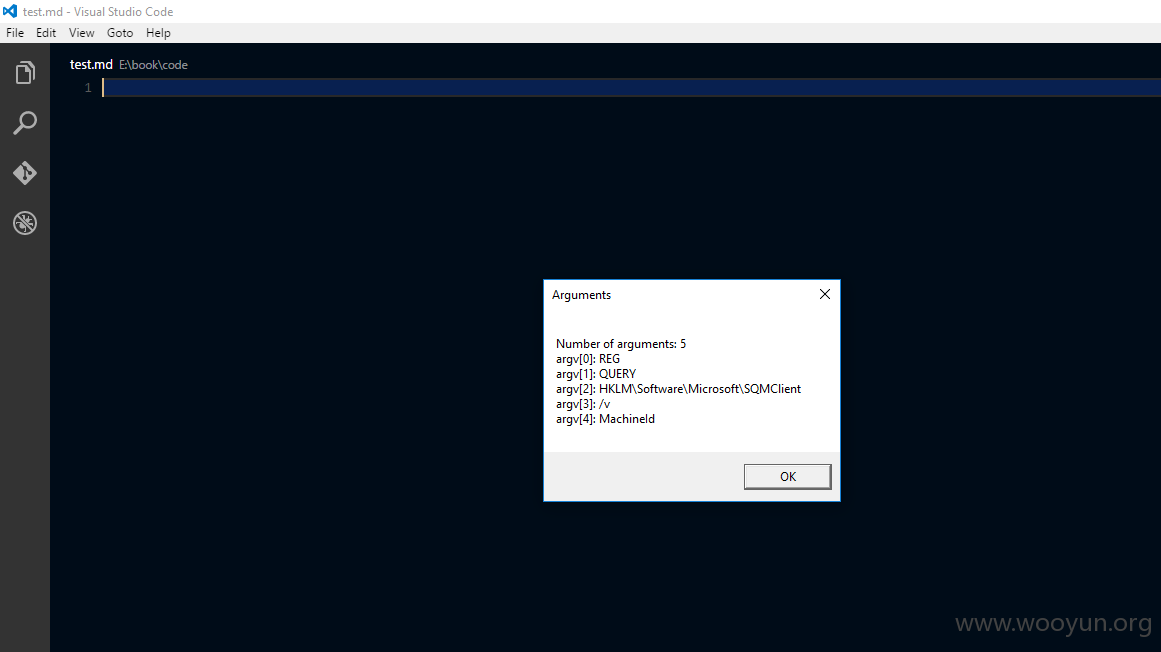 test.md - Visual Studio Code
File Edit View Goto Help
test.md E:\book\code
1
Arguments
Number of arguments: 5
argv[0]: REG
argv[1]: QUERY
argv[2]: HKLM\Software\Microsoft\SQMClient
argv[3]: /v
argv[4]: MachineId
OK
www.wooyun.org